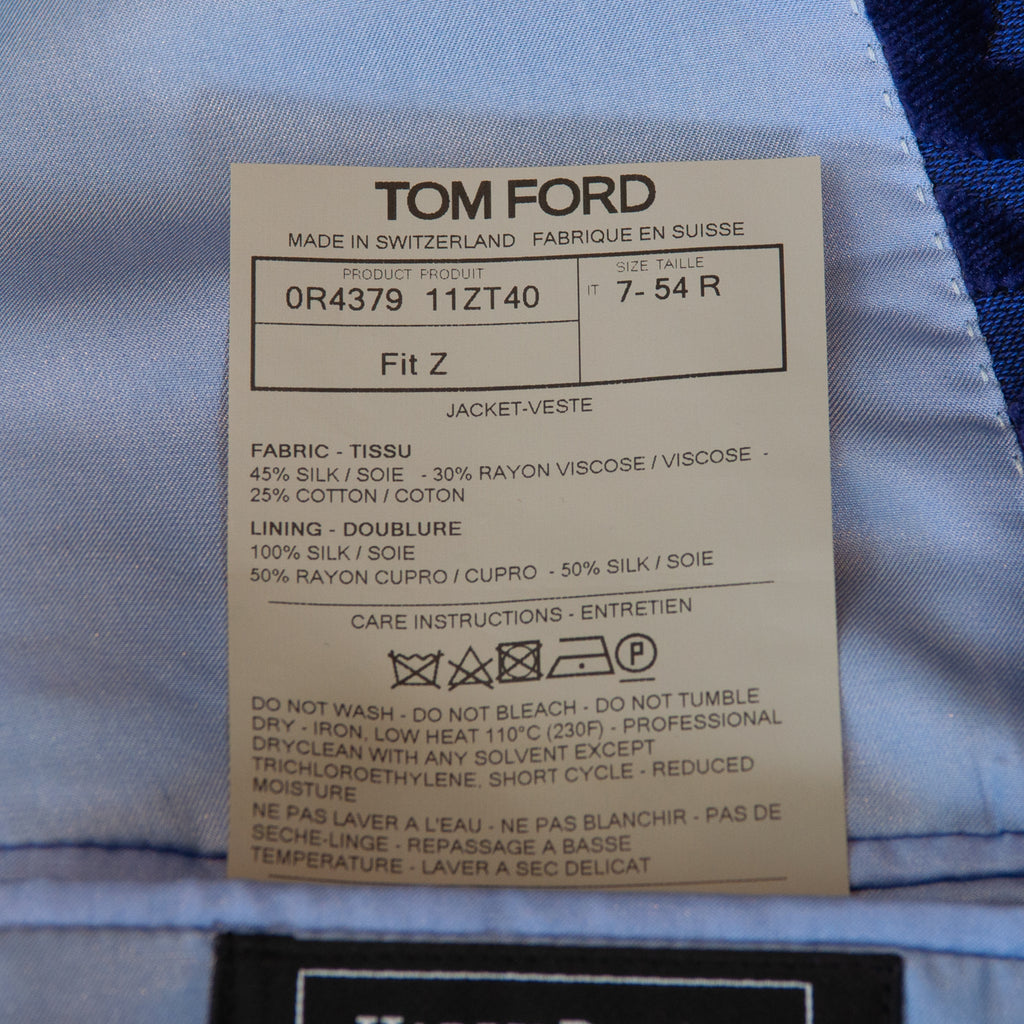 TOM FORD
MADE IN SWITZERLAND FABRIQUE EN SUISSE
PRODUCT PRODUIT
0R4379 11ZT40
SIZE TAILLE
IT 7- 54 R
Fit Z
JACKET-VESTE
FABRIC - TISSU
45% SILK / SOIE - 30% RAYON VISCOSE / VISCOSE -
25% COTTON / COTON
LINING - DOUBLURE
100% SILK / SOIE
50% RAYON CUPRO / CUPRO - 50% SILK / SOIE
CARE INSTRUCTIONS - ENTRETIEN
P
DO NOT WASH - DO NOT BLEACH - DO NOT TUMBLE
DRY - IRON, LOW HEAT 110°C (230F) - PROFESSIONAL
DRYCLEAN WITH ANY SOLVENT EXCEPT
TRICHLOROETHYLENE, SHORT CYCLE - REDUCED
MOISTURE
NE PAS LAVER A L'EAU - NE PAS BLANCHIR - PAS DE
SECHE-LINGE - REPASSAGE A BASSE
TEMPERATURE - LAVER A SEC DELICAT